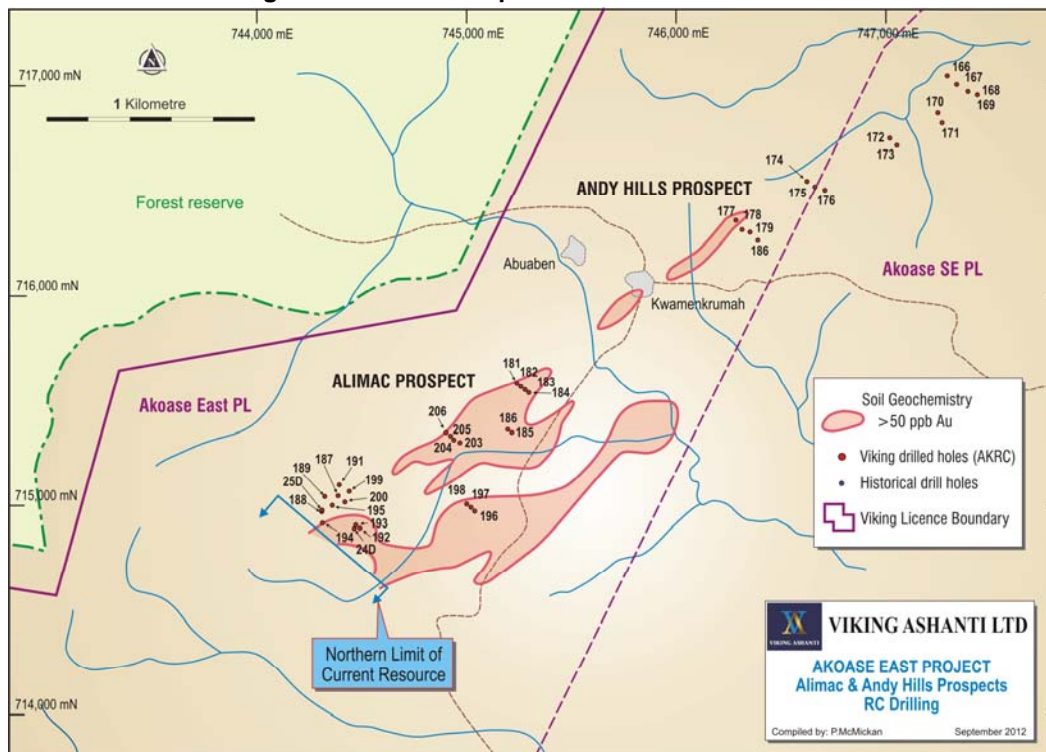 744,000 mE
745,000 mE
746,000 mE
747,000 mE
717,000 mN
716,000 mN
715,000 mN
714,000 mN
N
1 Kilometre
Forest reserve
166
167
168
169
170
171
172
173
174
175
176
ANDY HILLS PROSPECT
177
178
179
186
Abuaben
Kwamenkrumah
Akoase SE PL
ALIMAC PROSPECT
Akoase East PL
181
182
183
184
206
205
204
203
186
185
189
187
191
25D
199
188
200
195
193
194
192
24D
198
197
196
Northern Limit of
Current Resource
Soil Geochemistry
>50 ppb Au
Viking drilled holes (AKRC)
Historical drill holes
Viking Licence Boundary
VIKING ASHANTI
VIKING ASHANTI LTD
AKOASE EAST PROJECT
Alimac & Andy Hills Prospects
RC Drilling
Compiled by: P.McMickan
September 2012